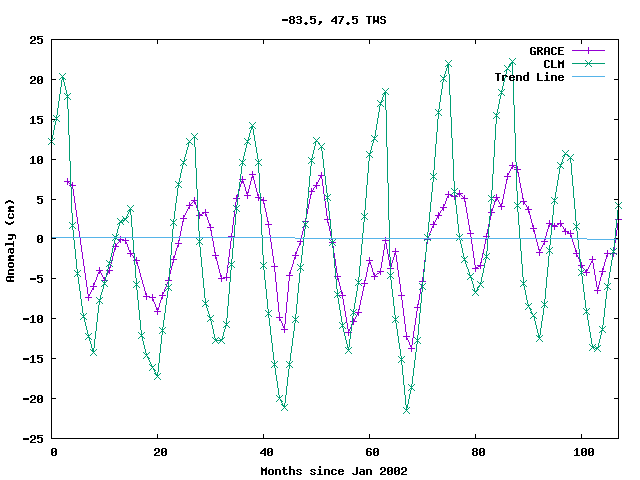 -83.5, 47.5 TWS
GRACE
CLM
Trend Line
25
20
15
10
5
0
-5
-10
-15
-20
-25
Anomaly (cm)
0 20 40 60 80 100
Months since Jan 2002